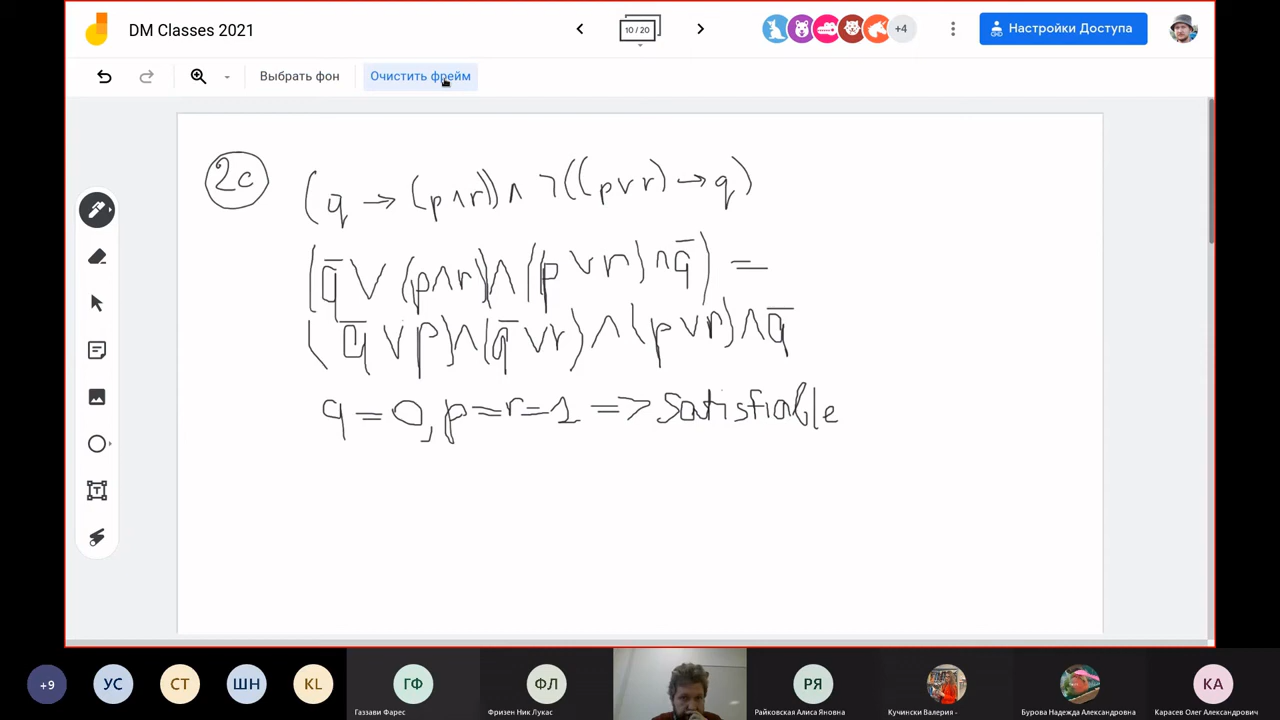 DM Classes 2021
10 / 20
+4
Настройки Доступа
Выбрать фон
Очистить фрейм
2c (q → (p∧r)) ∧ ¬((p∨r) → q)
(q̅ ∨ (p∧r)) ∧ (p∨r) ∧ q̅) =
(q̅ ∨ p) ∧ (q̅ ∨ r) ∧ (p∨r) ∧ q̅
q = 0, p = r = 1 => Satisfiable
+9 УС СТ ШН KL ГФ ФЛ РЯ КА
Газзави Фарес Фризен Ник Лукас Райковская Алиса Яновна Кучински Валерия - Бурова Надежда Александровна Карасев Олег Александрович